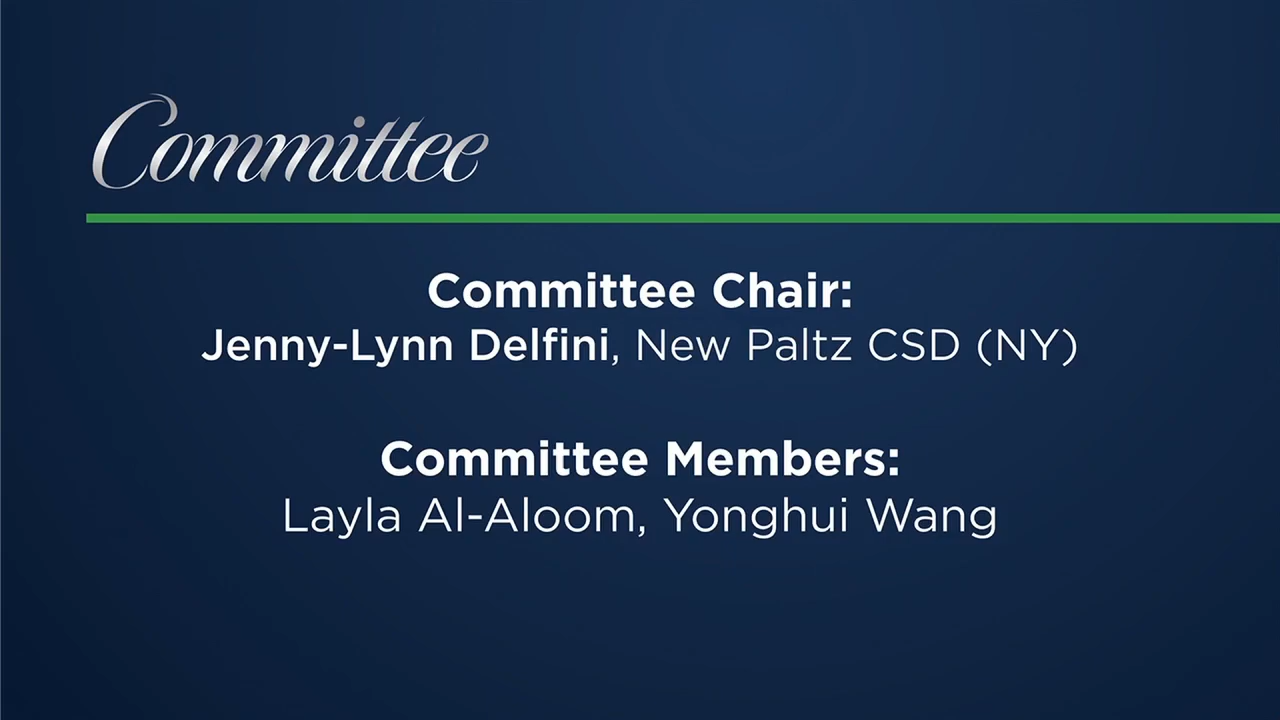 Committee
Committee Chair:
Jenny-Lynn Delfini, New Paltz CSD (NY)
Committee Members:
Layla Al-Aloom, Yonghui Wang